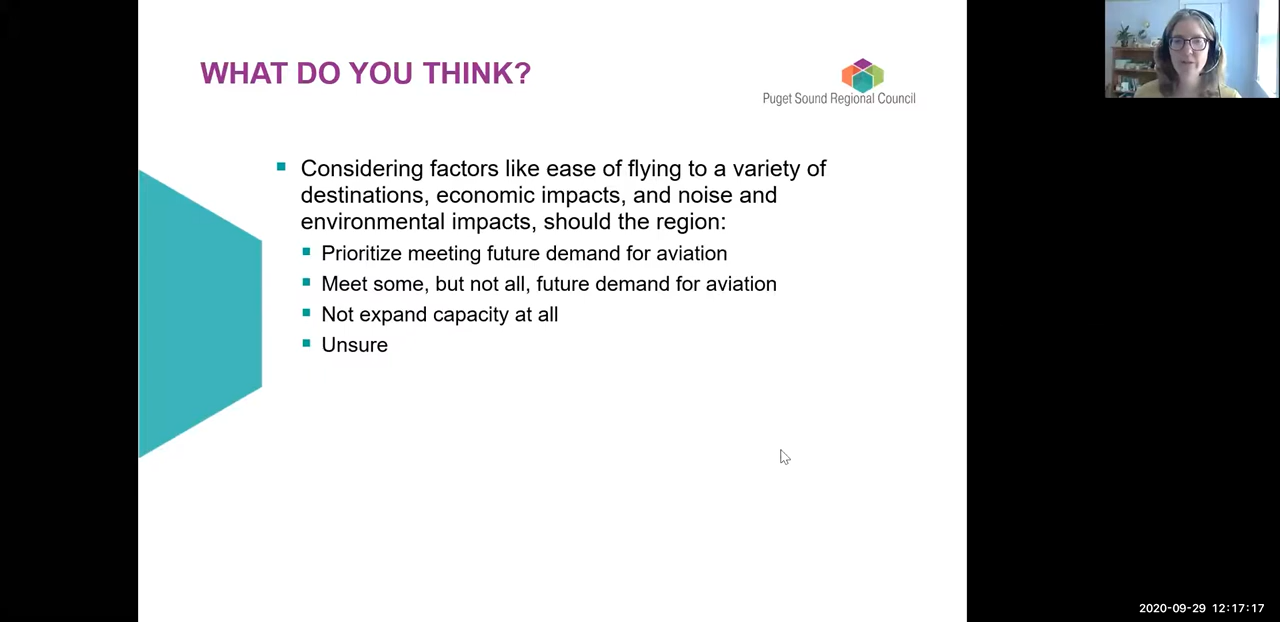 WHAT DO YOU THINK?
Puget Sound Regional Council
Considering factors like ease of flying to a variety of
destinations, economic impacts, and noise and
environmental impacts, should the region:
Prioritize meeting future demand for aviation
Meet some, but not all, future demand for aviation
Not expand capacity at all
Unsure
2020-09-29 12:17:17